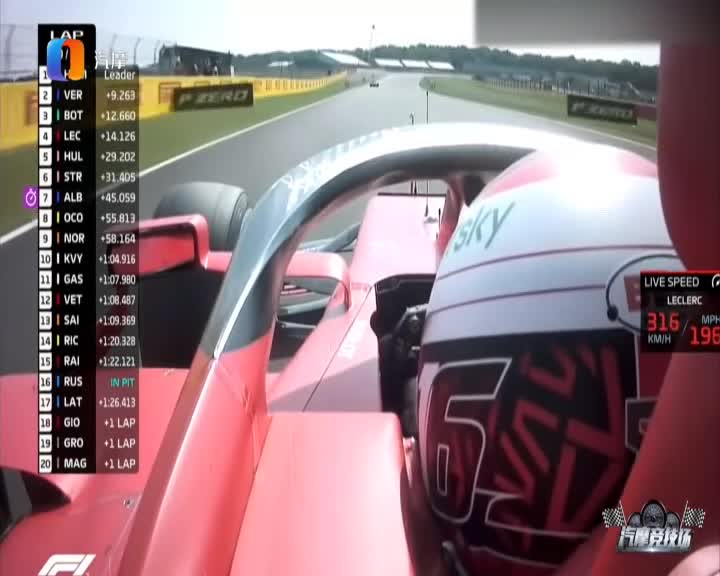 LAP
汽摩
1 Leader
2 VER +9.263
3 BOT +12.660
4 LEC +14.126
5 HUL +29.202
6 STR +31.405
7 ALB +45.059
8 OCO +55.813
9 NOR +58.164
10 KVY +1:04.916
11 GAS +1:07.980
12 VET +1:08.487
13 SAI +1:09.369
14 RIC +1:20.328
15 RAI +1:22.121
16 RUS IN PIT
17 LAT +1:26.413
18 GIO +1 LAP
19 GRO +1 LAP
20 MAG +1 LAP
P ZERO
P ZERO
sky
16
LIVE SPEED
LECLERC
316 / MPH
KM/H 196
F1
汽摩竞技场